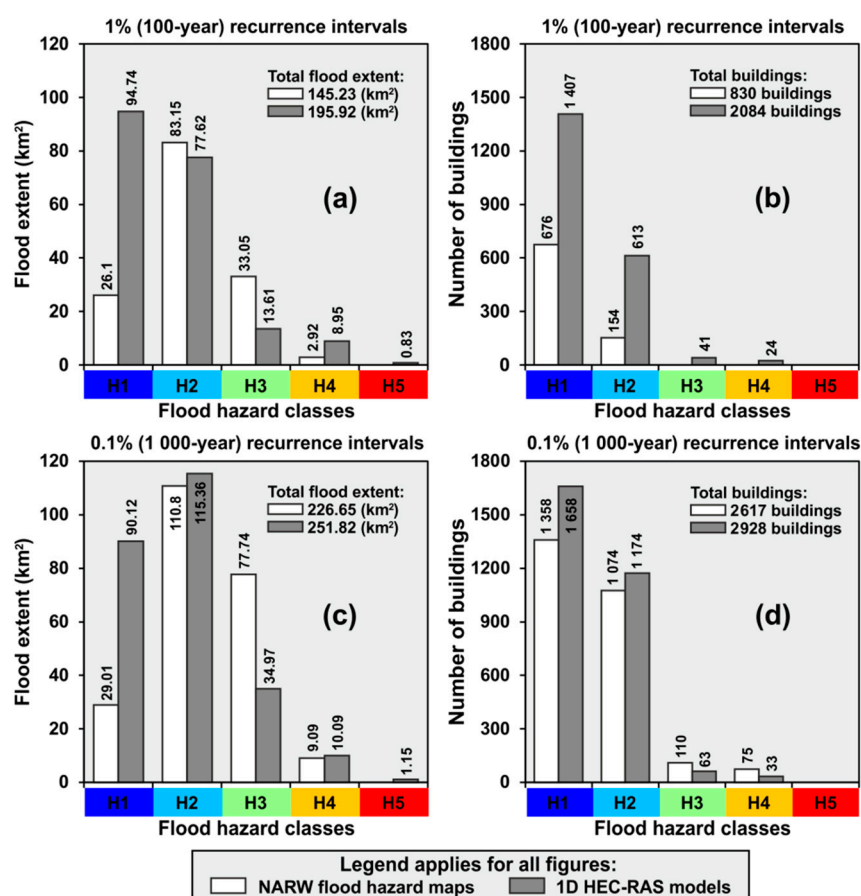 1% (100-year) recurrence intervals
Flood extent (km²)
120
100
80
60
40
20
0
Total flood extent:
145.23 (km²)
195.92 (km²)
(a)
26.1
94.74
83.15
77.62
33.05
13.61
2.92
8.95
0.83
H1 H2 H3 H4 H5
Flood hazard classes
1% (100-year) recurrence intervals
Number of buildings
1800
1500
1200
900
600
300
0
Total buildings:
830 buildings
2084 buildings
(b)
676
1 407
154
613
41
24
H1 H2 H3 H4 H5
Flood hazard classes
0.1% (1 000-year) recurrence intervals
Flood extent (km²)
120
100
80
60
40
20
0
Total flood extent:
226.65 (km²)
251.82 (km²)
(c)
29.01
90.12
110.8
115.36
77.74
34.97
9.09
10.09
1.15
H1 H2 H3 H4 H5
Flood hazard classes
0.1% (1 000-year) recurrence intervals
Number of buildings
1800
1500
1200
900
600
300
0
Total buildings:
2617 buildings
2928 buildings
(d)
1 358
1 658
1 074
1 174
110
63
75
33
H1 H2 H3 H4 H5
Flood hazard classes
Legend applies for all figures:
NARW flood hazard maps 1D HEC-RAS models